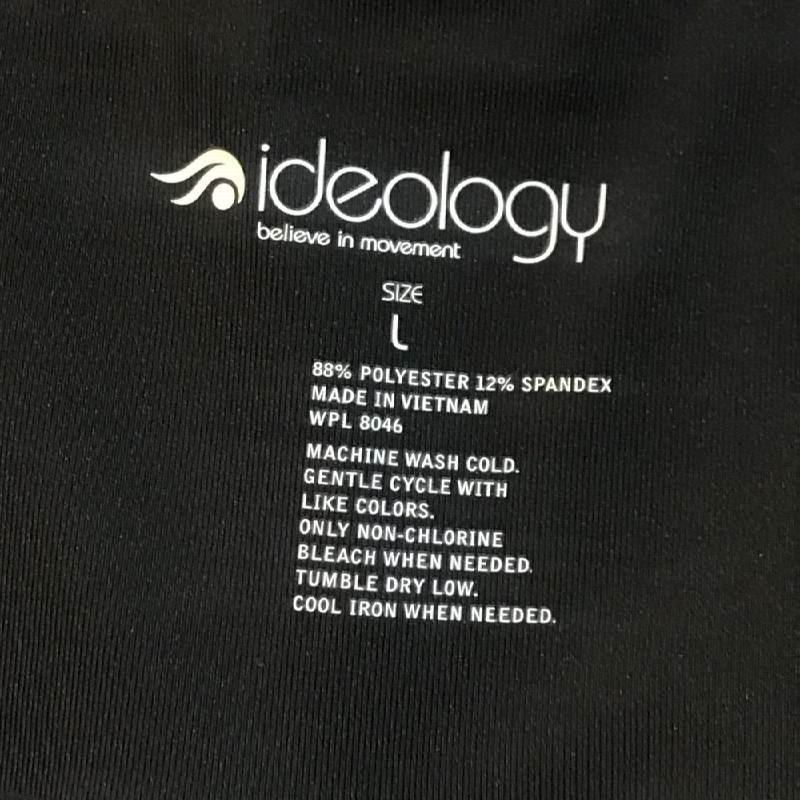 ideology
believe in movement
SIZE
L
88% POLYESTER 12% SPANDEX
MADE IN VIETNAM
WPL 8046
MACHINE WASH COLD.
GENTLE CYCLE WITH
LIKE COLORS.
ONLY NON-CHLORINE
BLEACH WHEN NEEDED.
TUMBLE DRY LOW.
COOL IRON WHEN NEEDED.